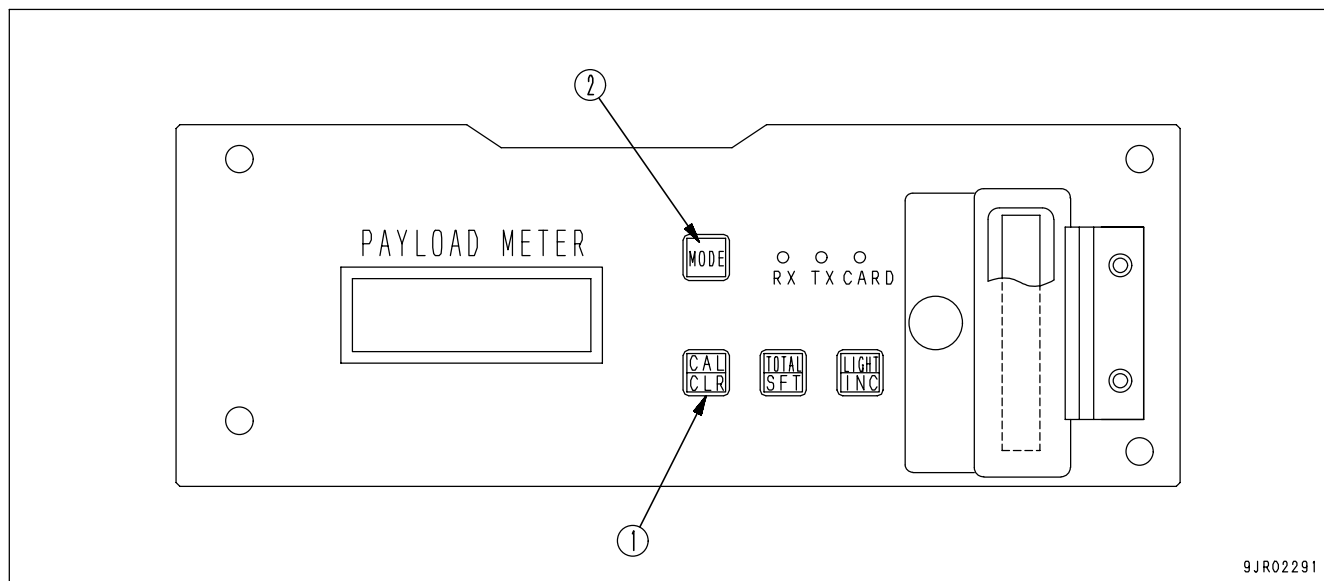 ②
PAYLOAD METER
MODE
RX TX CARD
CAL
CLR
TOTAL
SFT
LIGHT
INC
①
9JR02291